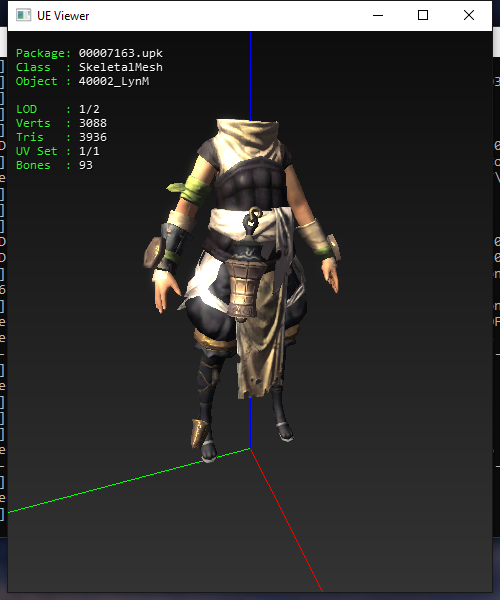 UE Viewer
Package: 00007163.upk
Class : SkeletalMesh
Object : 40002_LynM
LOD : 1/2
Verts : 3088
Tris : 3936
UV Set : 1/1
Bones : 93